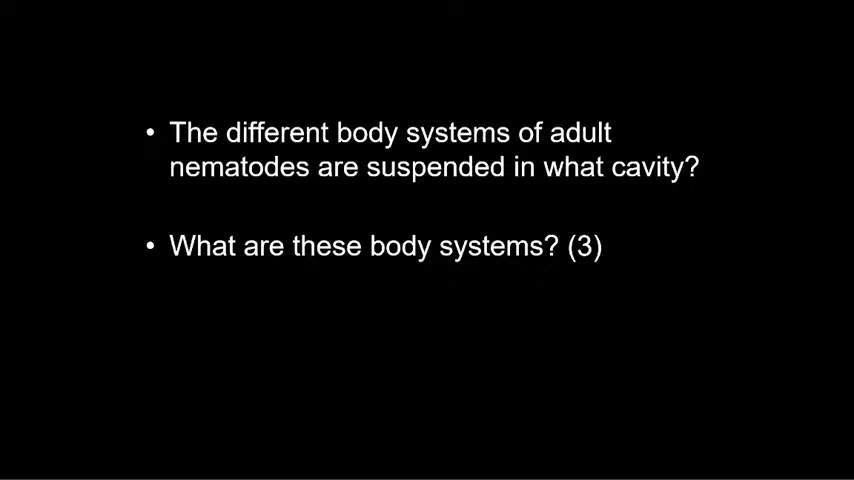 • The different body systems of adult
nematodes are suspended in what cavity?
• What are these body systems? (3)